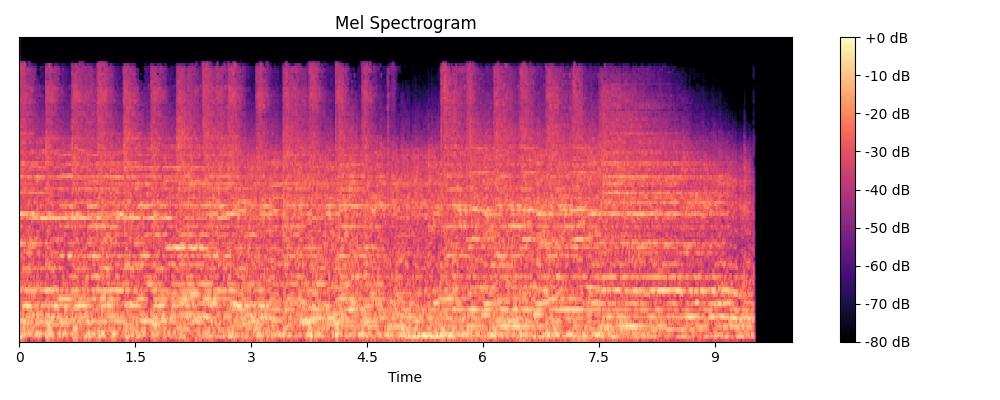 Mel Spectrogram
+0 dB
-10 dB
-20 dB
-30 dB
-40 dB
-50 dB
-60 dB
-70 dB
-80 dB
0 1.5 3 4.5 6 7.5 9
Time